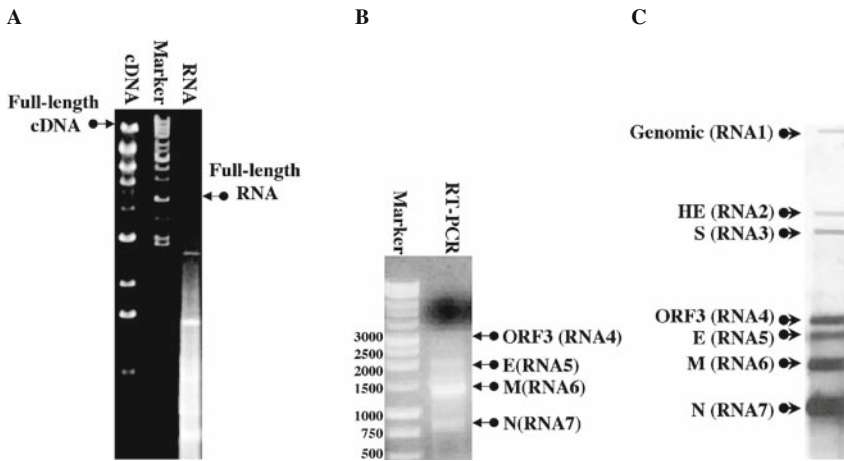 A
B
C
cDNA
Marker
RNA
Full-length
cDNA
Full-length
RNA
Marker
RT-PCR
3000
2500
2000
1500
1000
750
500
ORF3 (RNA4)
E(RNA5)
M(RNA6)
N(RNA7)
Genomic (RNA1)
HE (RNA2)
S (RNA3)
ORF3 (RNA4)
E (RNA5)
M (RNA6)
N (RNA7)